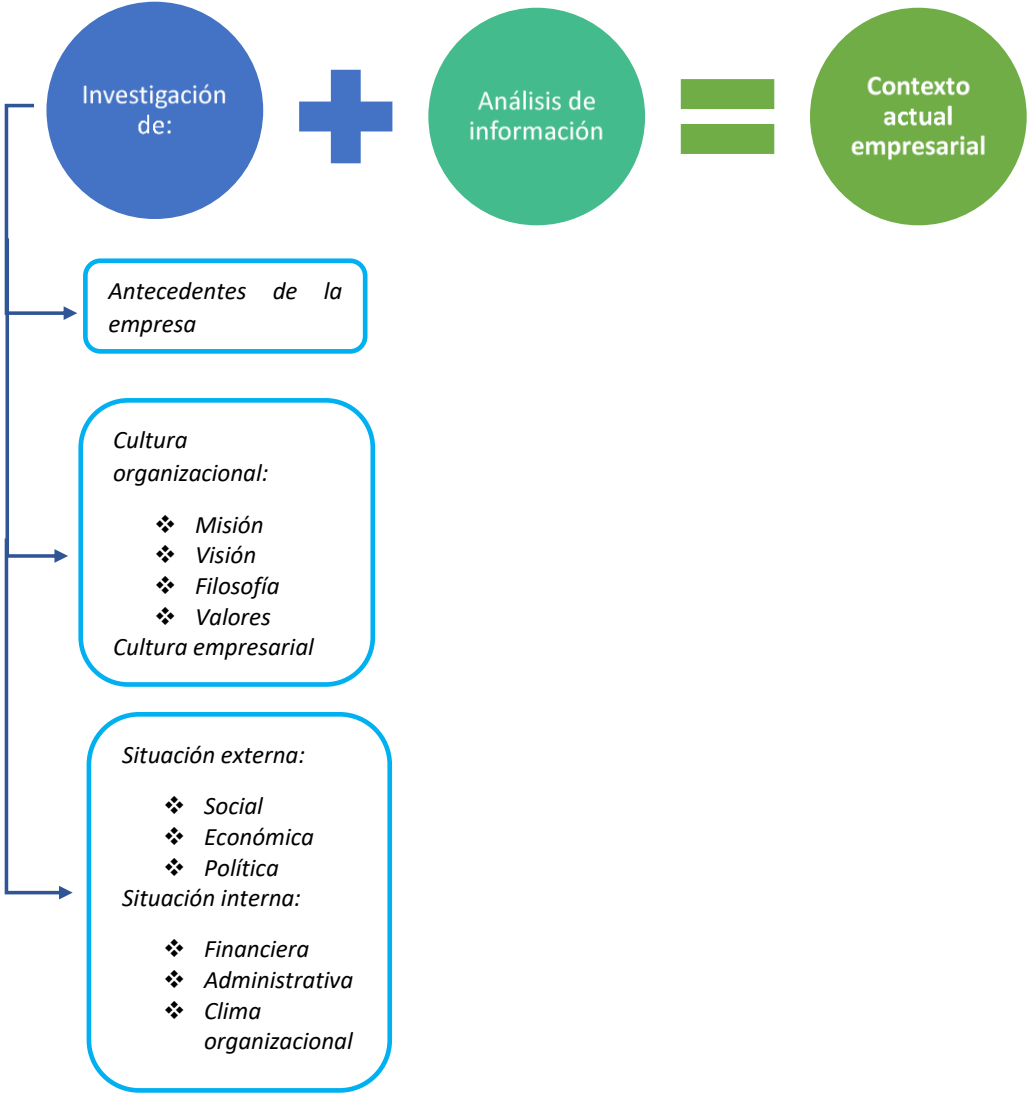 Investigación
de:
Análisis de
información
Contexto
actual
empresarial
Antecedentes de la
empresa
Cultura
organizacional:
❖ Misión
❖ Visión
❖ Filosofía
❖ Valores
Cultura empresarial
Situación externa:
❖ Social
❖ Económica
❖ Política
Situación interna:
❖ Financiera
❖ Administrativa
❖ Clima
organizacional